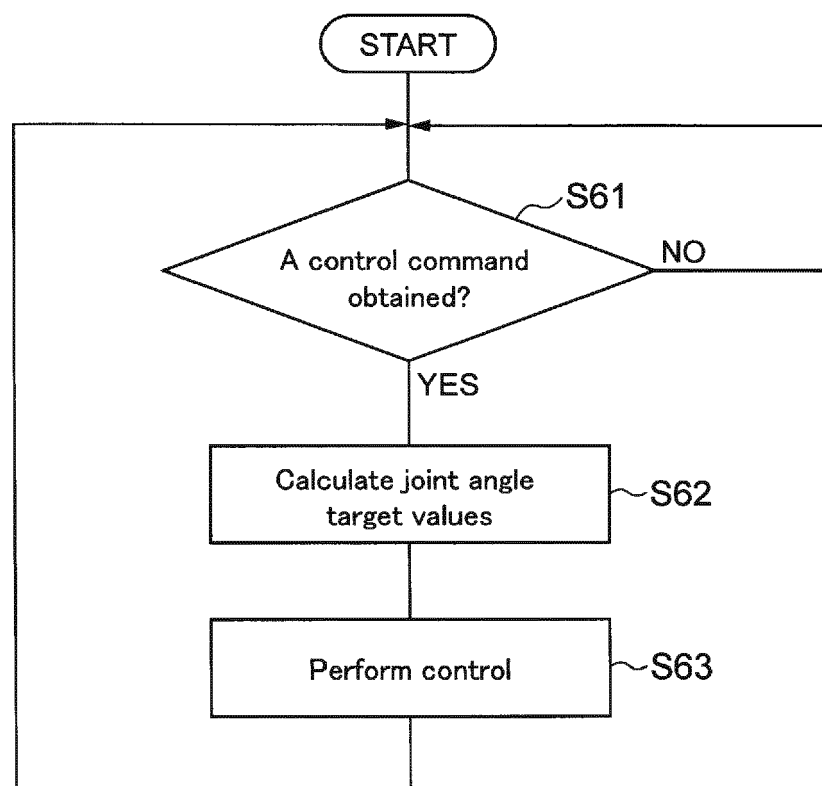 START
S61
A control command
obtained?
NO
YES
Calculate joint angle
target values
S62
Perform control
S63